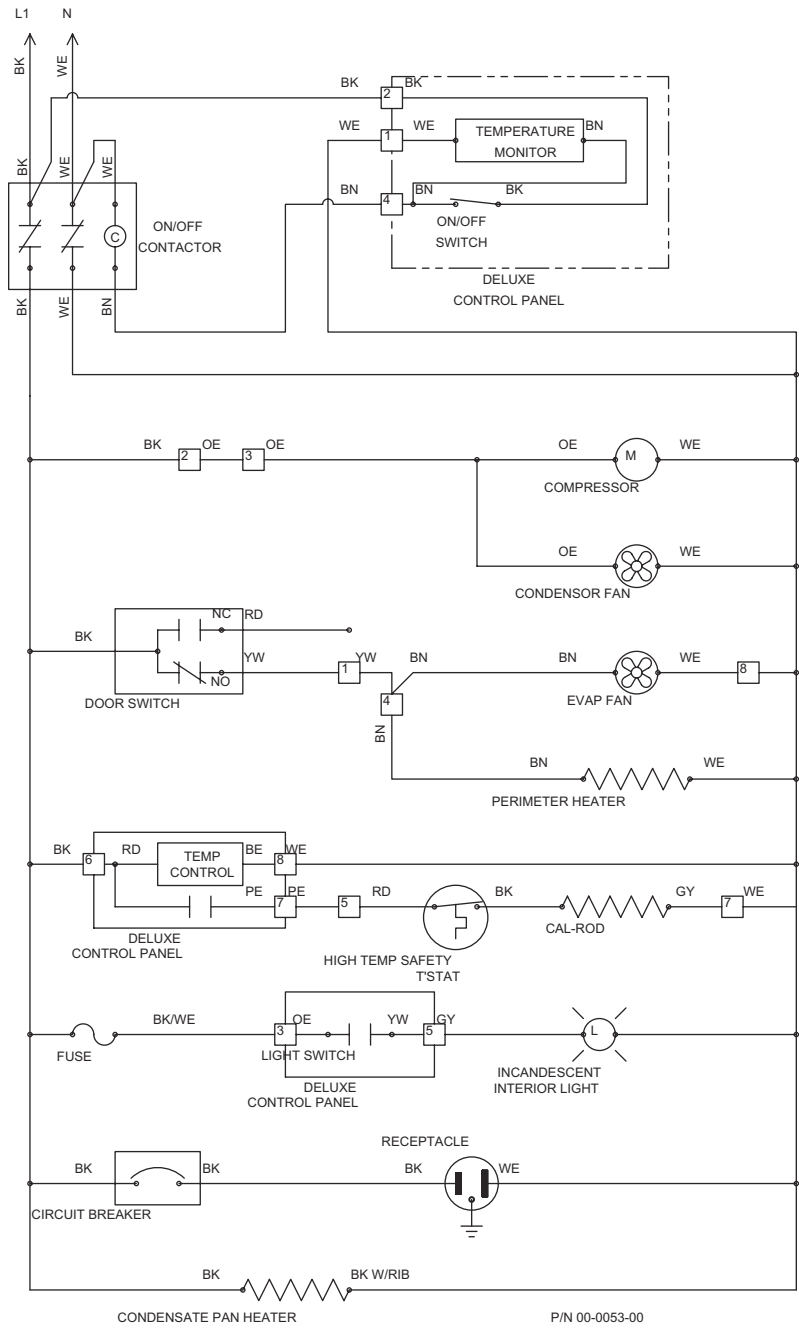 L1 N
BK
WE
BK
2
BK
WE
1
WE
TEMPERATURE
MONITOR
BN
BK
WE
WE
BN
4
BN
BK
ON/OFF
SWITCH
DELUXE
CONTROL PANEL
C
ON/OFF
CONTACTOR
BK
WE
BN
BK
2
OE
3
OE
OE
M
WE
COMPRESSOR
OE
WE
CONDENSOR FAN
BK
NC
RD
YW
NO
DOOR SWITCH
1
YW
4
BN
BN
BN
WE
8
EVAP FAN
BN
WE
PERIMETER HEATER
BK
6
RD
TEMP
CONTROL
BE
8
WE
PE
7
PE
5
RD
BK
GY
7
WE
CAL-ROD
DELUXE
CONTROL PANEL
HIGH TEMP SAFETY
T'STAT
FUSE
BK/WE
3
OE
LIGHT SWITCH
YW
5
GY
L
DELUXE
CONTROL PANEL
INCANDESCENT
INTERIOR LIGHT
RECEPTACLE
BK
BK
BK
WE
CIRCUIT BREAKER
BK
BK W/RIB
CONDENSATE PAN HEATER
P/N 00-0053-00